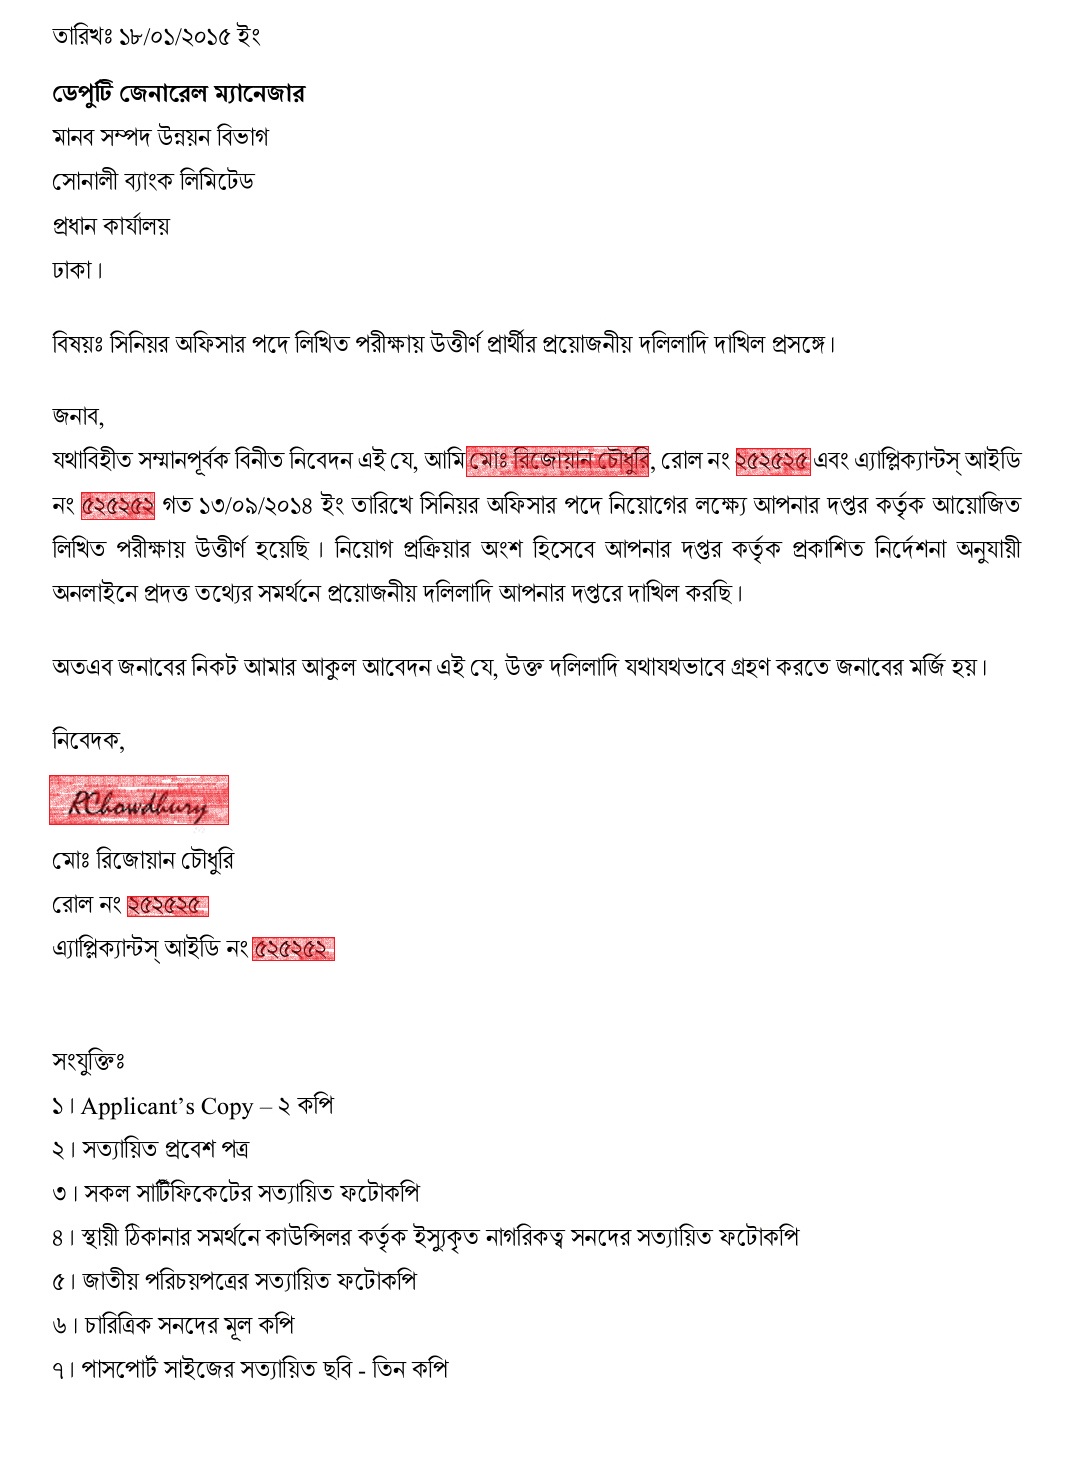 তারিখঃ ১৮/০১/২০১৫ ইং
ডেপুটি জেনারেল ম্যানেজার
মানব সম্পদ উন্নয়ন বিভাগ
সোনালী ব্যাংক লিমিটেড
প্রধান কার্যালয়
ঢাকা।
বিষয়ঃ সিনিয়র অফিসার পদে লিখিত পরীক্ষায় উত্তীর্ণ প্রার্থীর প্রয়োজনীয় দলিলাদি দাখিল প্রসঙ্গে।
জনাব,
যথাবিহীত সম্মানপূর্বক বিনীত নিবেদন এই যে, আমি মোঃ রিজোয়ান চৌধুরি, রোল নং ২৫২৫২৫ এবং এ্যাপ্লিক্যান্টস্ আইডি
নং ৫২৫২৫২ গত ১৩/০৯/২০১৪ ইং তারিখে সিনিয়র অফিসার পদে নিয়োগের লক্ষ্যে আপনার দপ্তর কর্তৃক আয়োজিত
লিখিত পরীক্ষায় উত্তীর্ণ হয়েছি। নিয়োগ প্রক্রিয়ার অংশ হিসেবে আপনার দপ্তর কর্তৃক প্রকাশিত নির্দেশনা অনুযায়ী
অনলাইনে প্রদত্ত তথ্যের সমর্থনে প্রয়োজনীয় দলিলাদি আপনার দপ্তরে দাখিল করছি।
অতএব জনাবের নিকট আমার আকুল আবেদন এই যে, উক্ত দলিলাদি যথাযথভাবে গ্রহণ করতে জনাবের মর্জি হয়।
নিবেদক,
RChowdhury
মোঃ রিজোয়ান চৌধুরি
রোল নং ২৫২৫২৫
এ্যাপ্লিক্যান্টস্ আইডি নং ৫২৫২৫২
সংযুক্তিঃ
১। Applicant’s Copy – ২ কপি
২। সত্যায়িত প্রবেশ পত্র
৩। সকল সার্টিফিকেটের সত্যায়িত ফটোকপি
৪। স্থায়ী ঠিকানার সমর্থনে কাউন্সিলর কর্তৃক ইস্যুকৃত নাগরিকত্ব সনদের সত্যায়িত ফটোকপি
৫। জাতীয় পরিচয়পত্রের সত্যায়িত ফটোকপি
৬। চারিত্রিক সনদের মূল কপি
৭। পাসপোর্ট সাইজের সত্যায়িত ছবি - তিন কপি